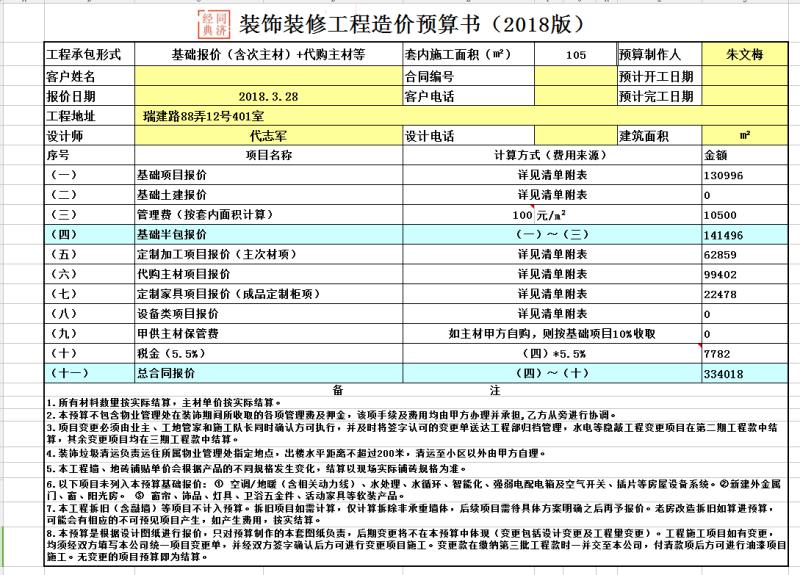 经同典济 装饰装修工程造价预算书（2018版）
工程承包形式 基础报价（含次主材）+代购主材等 套内施工面积（㎡） 105 预算制作人 朱文梅
客户姓名 合同编号 预计开工日期
报价日期 2018.3.28 客户电话 预计完工日期
工程地址 瑞建路88弄12号401室
设计师 代志军 设计电话 建筑面积 ㎡
序号 项目名称 计算方式（费用来源） 金额
（一） 基础项目报价 详见清单附表 130996
（二） 基础土建报价 详见清单附表 0
（三） 管理费（按套内面积计算） 100 元/㎡ 10500
（四） 基础半包报价 （一）～（三） 141496
（五） 定制加工项目报价（主次材项） 详见清单附表 62859
（六） 代购主材项目报价 详见清单附表 99402
（七） 定制家具项目报价（成品定制柜项） 详见清单附表 22478
（八） 设备类项目报价 详见清单附表 0
（九） 甲供主材保管费 如主材甲方自购，则按基础项目10%收取 0
（十） 税金（5.5%） （四）*5.5% 7782
（十一） 总合同报价 （四）～（十） 334018
备 注
1.所有材料数量按实际结算，主材单价按实际结算。
2.本预算不包含物业管理处在装饰期间所收取的各项管理费及押金，该项手续及费用均由甲方办理并承担,乙方从旁进行协调。
3.项目变更必须由业主、工地管家和施工队长同时确认方可执行，并及时将签字认可的变更单送达工程部归档管理，水电等隐蔽工程变更项目在第二期工程款中结
算，其余变更项目均在三期工程款中结算。
4.装饰垃圾清运负责运往所属物业管理处指定地点，出楼水平距离不超过200米，清运至小区以外由甲方自理。
5.本工程墙、地砖铺贴单价会根据产品的不同规格发生变化，结算以现场实际铺砖规格为准。
6.以下项目未列入本预算基础报价：① 空调/地暖（含相关动力线）、水处理、水循环、智能化、强弱电配电箱及空气开关、插片等房屋设备系统。②新建外金属
门、窗、阳光房。 ③ 窗帘、饰品、灯具、卫浴五金件、活动家具等软装产品。
7.本工程拆旧（含敲墙）等项目不计入预算。拆旧项目如需计算，仅计算拆除非承重墙体，后续项目需待具体方案明确之后再予报价。老房改造拆旧如算进预算，
可能会有相应的不可预见项目产生，如产生费用，按实结算。
8.本预算是根据设计图纸进行报价，只对预算制作的本套图纸负责，后期变更将不在本预算中体现（变更包括设计变更及工程量变更）。工程施工项目如有变更，
均须经双方填写本公司统一项目变更单，并经双方签字确认后方可进行变更项目施工。变更款在缴纳第三批工程款时一并交至本公司，付清款项后方可进行油漆项目
施工。无变更的项目预算即为结算。